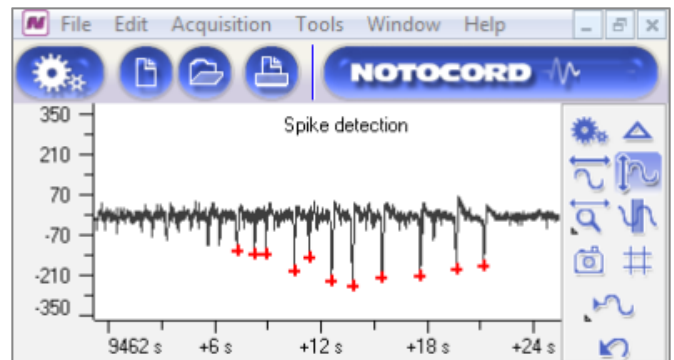 File Edit Acquisition Tools Window Help
NOTOCORD
Spike detection
350
210
70
-70
-210
-350
9462 s +6 s +12 s +18 s +24 s